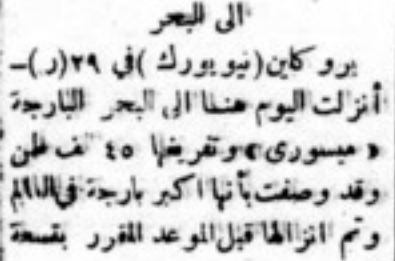 الى البحر
بروكلين (نيويورك) في ٢٩ (ر) –
أنزلت اليوم هنا الى البحر البارجة
« ميسورى » وتفريغها ٤٥ الف طن
وقد وصفت بأنها اكبر بارجة في العالم
وتم انزالها قبل الموعد المقرر بتسعة